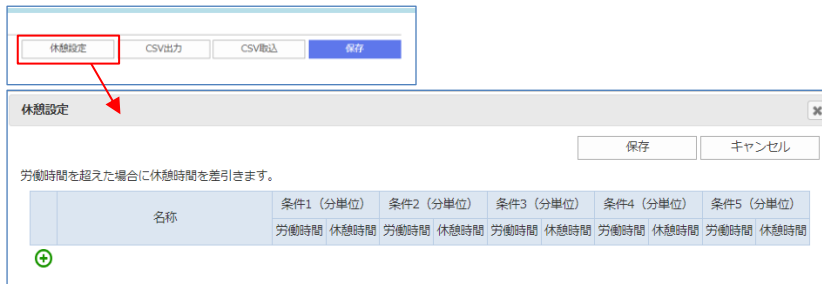 休憩設定 CSV出力 CSV取込 保存
休憩設定
保存 キャンセル
労働時間を超えた場合に休憩時間を差引きます。
名称 条件1（分単位） 条件2（分単位） 条件3（分単位） 条件4（分単位） 条件5（分単位）
労働時間 休憩時間 労働時間 休憩時間 労働時間 休憩時間 労働時間 休憩時間 労働時間 休憩時間